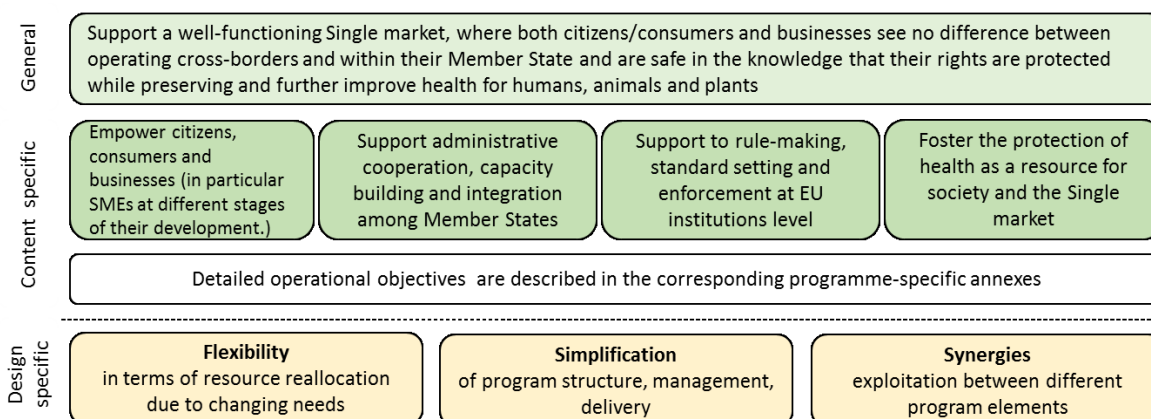 General
Support a well-functioning Single market, where both citizens/consumers and businesses see no difference between
operating cross-borders and within their Member State and are safe in the knowledge that their rights are protected
while preserving and further improve health for humans, animals and plants
Content specific
Empower citizens,
consumers and
businesses (in particular
SMEs at different stages
of their development.)
Support administrative
cooperation, capacity
building and integration
among Member States
Support to rule-making,
standard setting and
enforcement at EU
institutions level
Foster the protection of
health as a resource for
society and the Single
market
Detailed operational objectives are described in the corresponding programme-specific annexes
Design
specific
Flexibility
in terms of resource reallocation
due to changing needs
Simplification
of program structure, management,
delivery
Synergies
exploitation between different
program elements